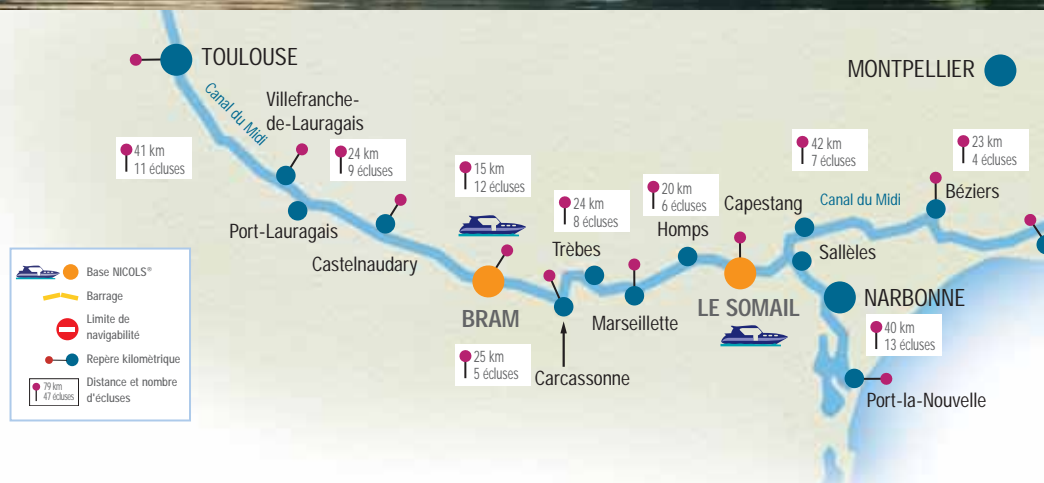 TOULOUSE
MONTPELLIER
Canal du Midi
Villefranche-
de-Lauragais
41 km
11 écluses
24 km
9 écluses
15 km
12 écluses
42 km
7 écluses
23 km
4 écluses
24 km
8 écluses
20 km
6 écluses
Capestang
Canal du Midi
Béziers
Port-Lauragais
Castelnaudary
Trèbes
Homps
Sallèles
BRAM
Marseillette
LE SOMAIL
NARBONNE
25 km
5 écluses
Carcassonne
40 km
13 écluses
Port-la-Nouvelle
Base NICOLS®
Barrage
Limite de
navigabilité
Repère kilométrique
79 km
47 écluses
Distance et nombre
d'écluses